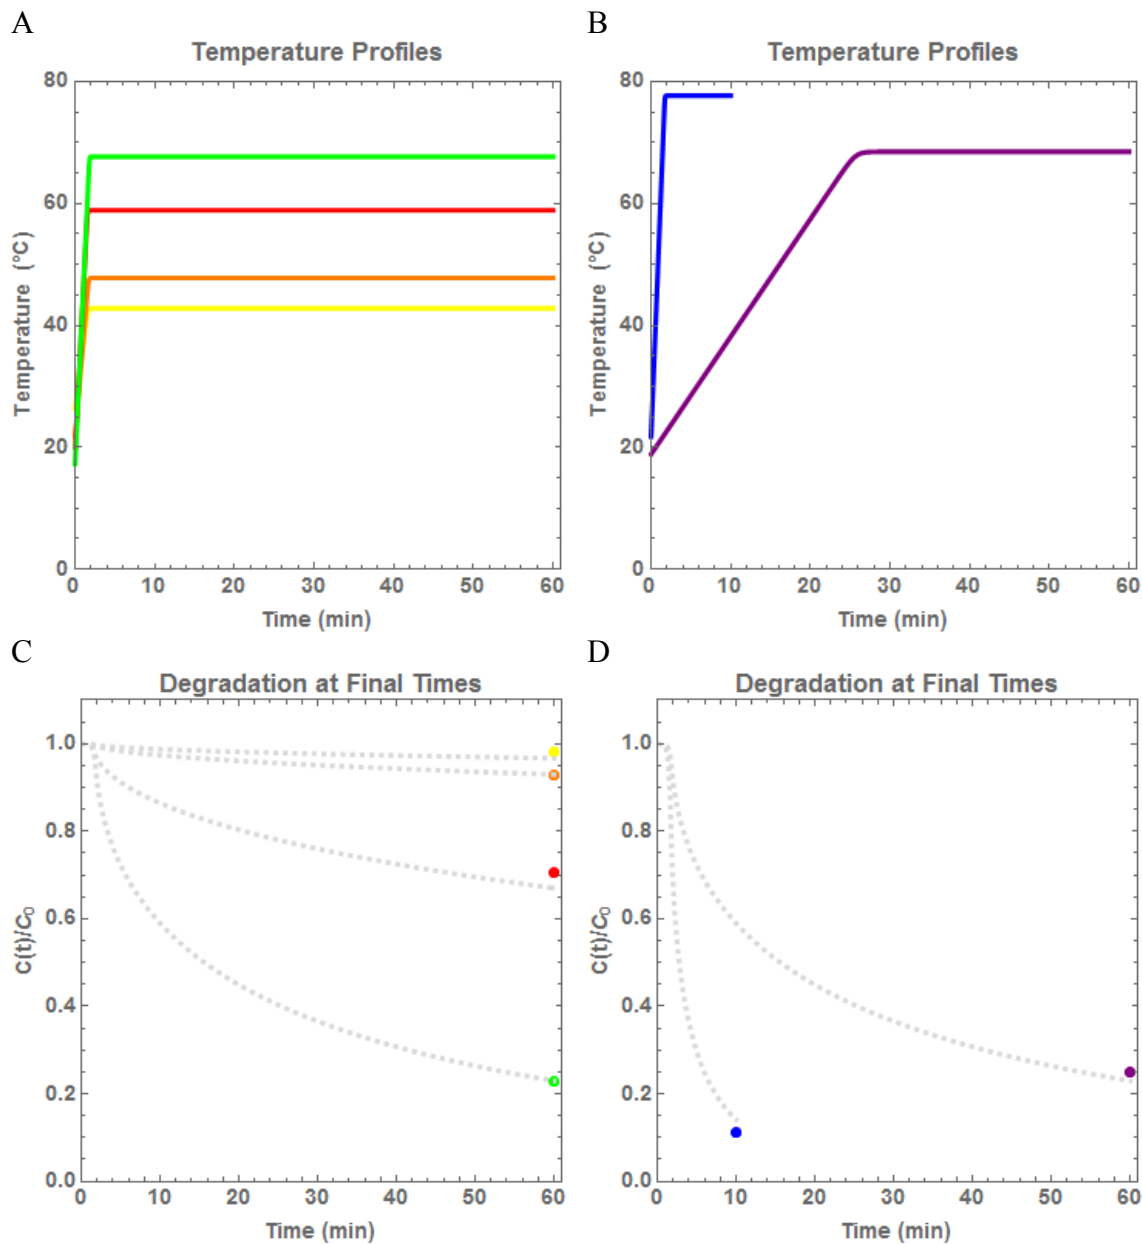 A
Temperature Profiles
80
60
40
20
0
Temperature (°C)
0 10 20 30 40 50 60
Time (min)
B
Temperature Profiles
80
60
40
20
0
Temperature (°C)
0 10 20 30 40 50 60
Time (min)
C
Degradation at Final Times
1.0
0.8
0.6
0.4
0.2
0.0
C(t)/C₀
0 10 20 30 40 50 60
Time (min)
D
Degradation at Final Times
1.0
0.8
0.6
0.4
0.2
0.0
C(t)/C₀
0 10 20 30 40 50 60
Time (min)